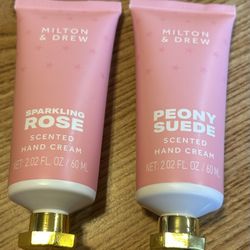 MILTON
& DREW
SPARKLING
ROSE
SCENTED
HAND CREAM
NET: 2.02 FL. OZ / 60 ML
MILTON
& DREW
PEONY
SUEDE
SCENTED
HAND CREAM
NET: 2.02 FL. OZ / 60 ML